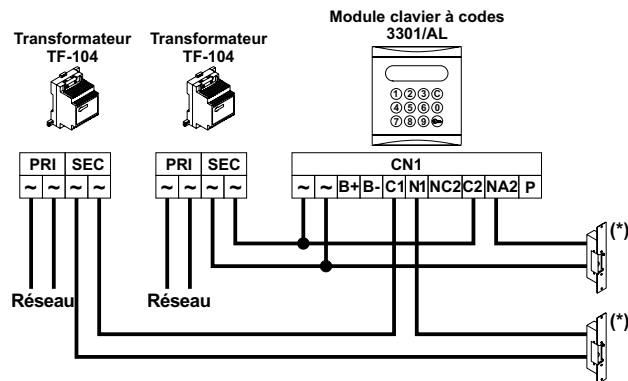 Transformateur
TF-104
Transformateur
TF-104
Module clavier à codes
3301/AL
1 2 3 C
4 5 6 0
7 8 9
PRI SEC
~ ~ ~ ~
PRI SEC
~ ~ ~ ~
CN1
~ ~ B+ B- C1 N1 NC2 C2 NA2 P
(*)
Réseau
Réseau
(*)